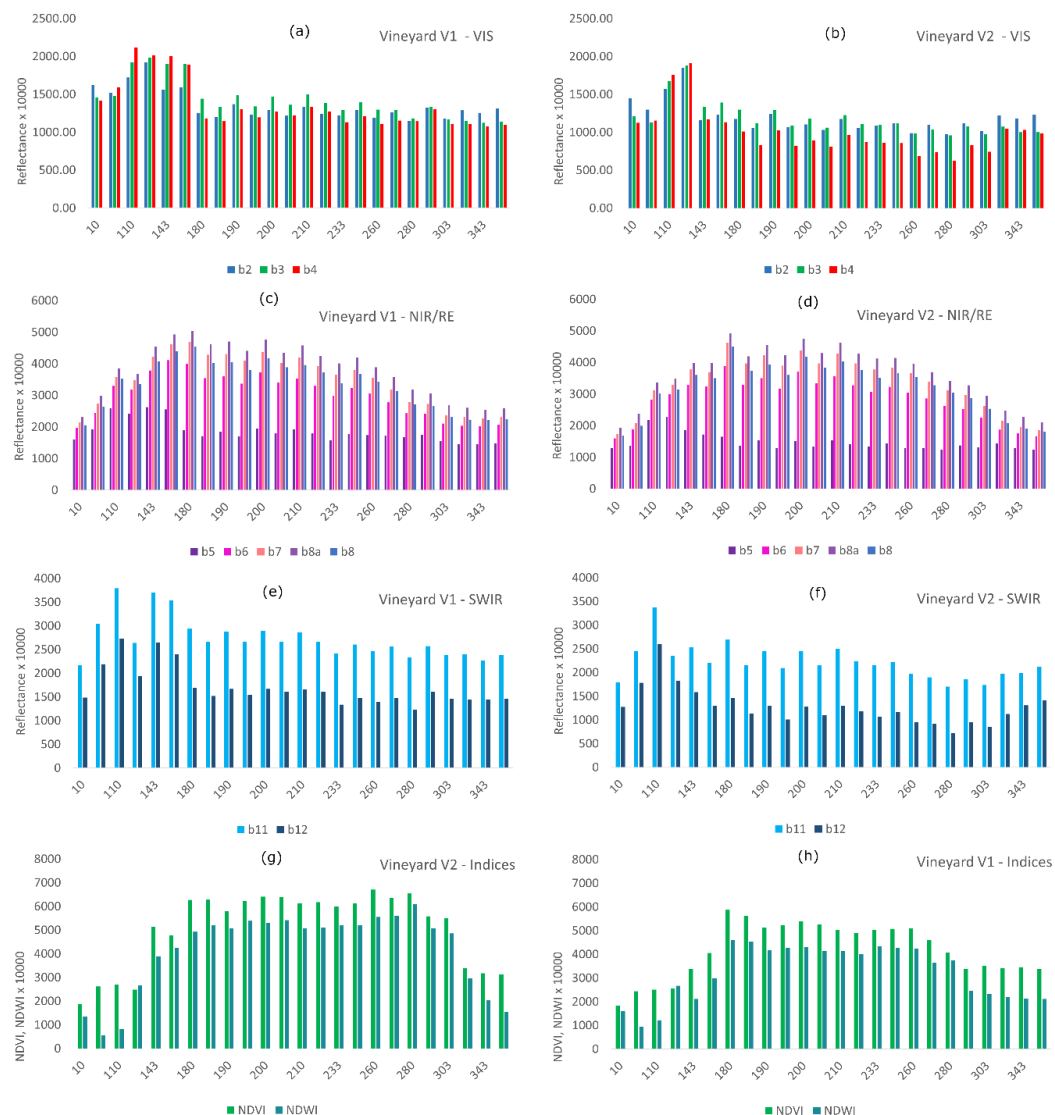 (a)
Vineyard V1 - VIS
Reflectance x 10000
2500.00
2000.00
1500.00
1000.00
500.00
0.00
10 110 143 180 190 200 210 233 260 280 303 343
b2 b3 b4
(b)
Vineyard V2 - VIS
Reflectance x 10000
2500.00
2000.00
1500.00
1000.00
500.00
0.00
10 110 143 180 190 200 210 233 260 280 303 343
b2 b3 b4
(c)
Vineyard V1 - NIR/RE
Reflectance x 10000
6000
5000
4000
3000
2000
1000
0
10 110 143 180 190 200 210 233 260 280 303 343
b5 b6 b7 b8a b8
(d)
Vineyard V2 - NIR/RE
Reflectance x 10000
6000
5000
4000
3000
2000
1000
0
10 110 143 180 190 200 210 233 260 280 303 343
b5 b6 b7 b8a b8
(e)
Vineyard V1 - SWIR
Reflectance x 10000
4000
3500
3000
2500
2000
1500
1000
500
0
10 110 143 180 190 200 210 233 260 280 303 343
b11 b12
(f)
Vineyard V2 - SWIR
Reflectance x 10000
4000
3500
3000
2500
2000
1500
1000
500
0
10 110 143 180 190 200 210 233 260 280 303 343
b11 b12
(g)
Vineyard V2 - Indices
NDVI, NDWI x 10000
8000
7000
6000
5000
4000
3000
2000
1000
0
10 110 143 180 190 200 210 233 260 280 303 343
NDVI NDWI
(h)
Vineyard V1 - Indices
NDVI, NDWI x 10000
8000
7000
6000
5000
4000
3000
2000
1000
0
10 110 143 180 190 200 210 233 260 280 303 343
NDVI NDWI